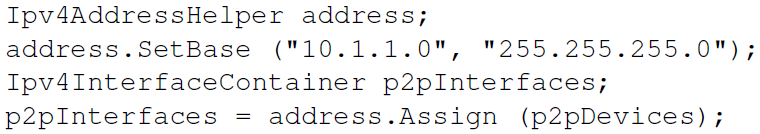 Ipv4AddressHelper address;
address.SetBase ("10.1.1.0", "255.255.255.0");
Ipv4InterfaceContainer p2pInterfaces;
p2pInterfaces = address.Assign (p2pDevices);